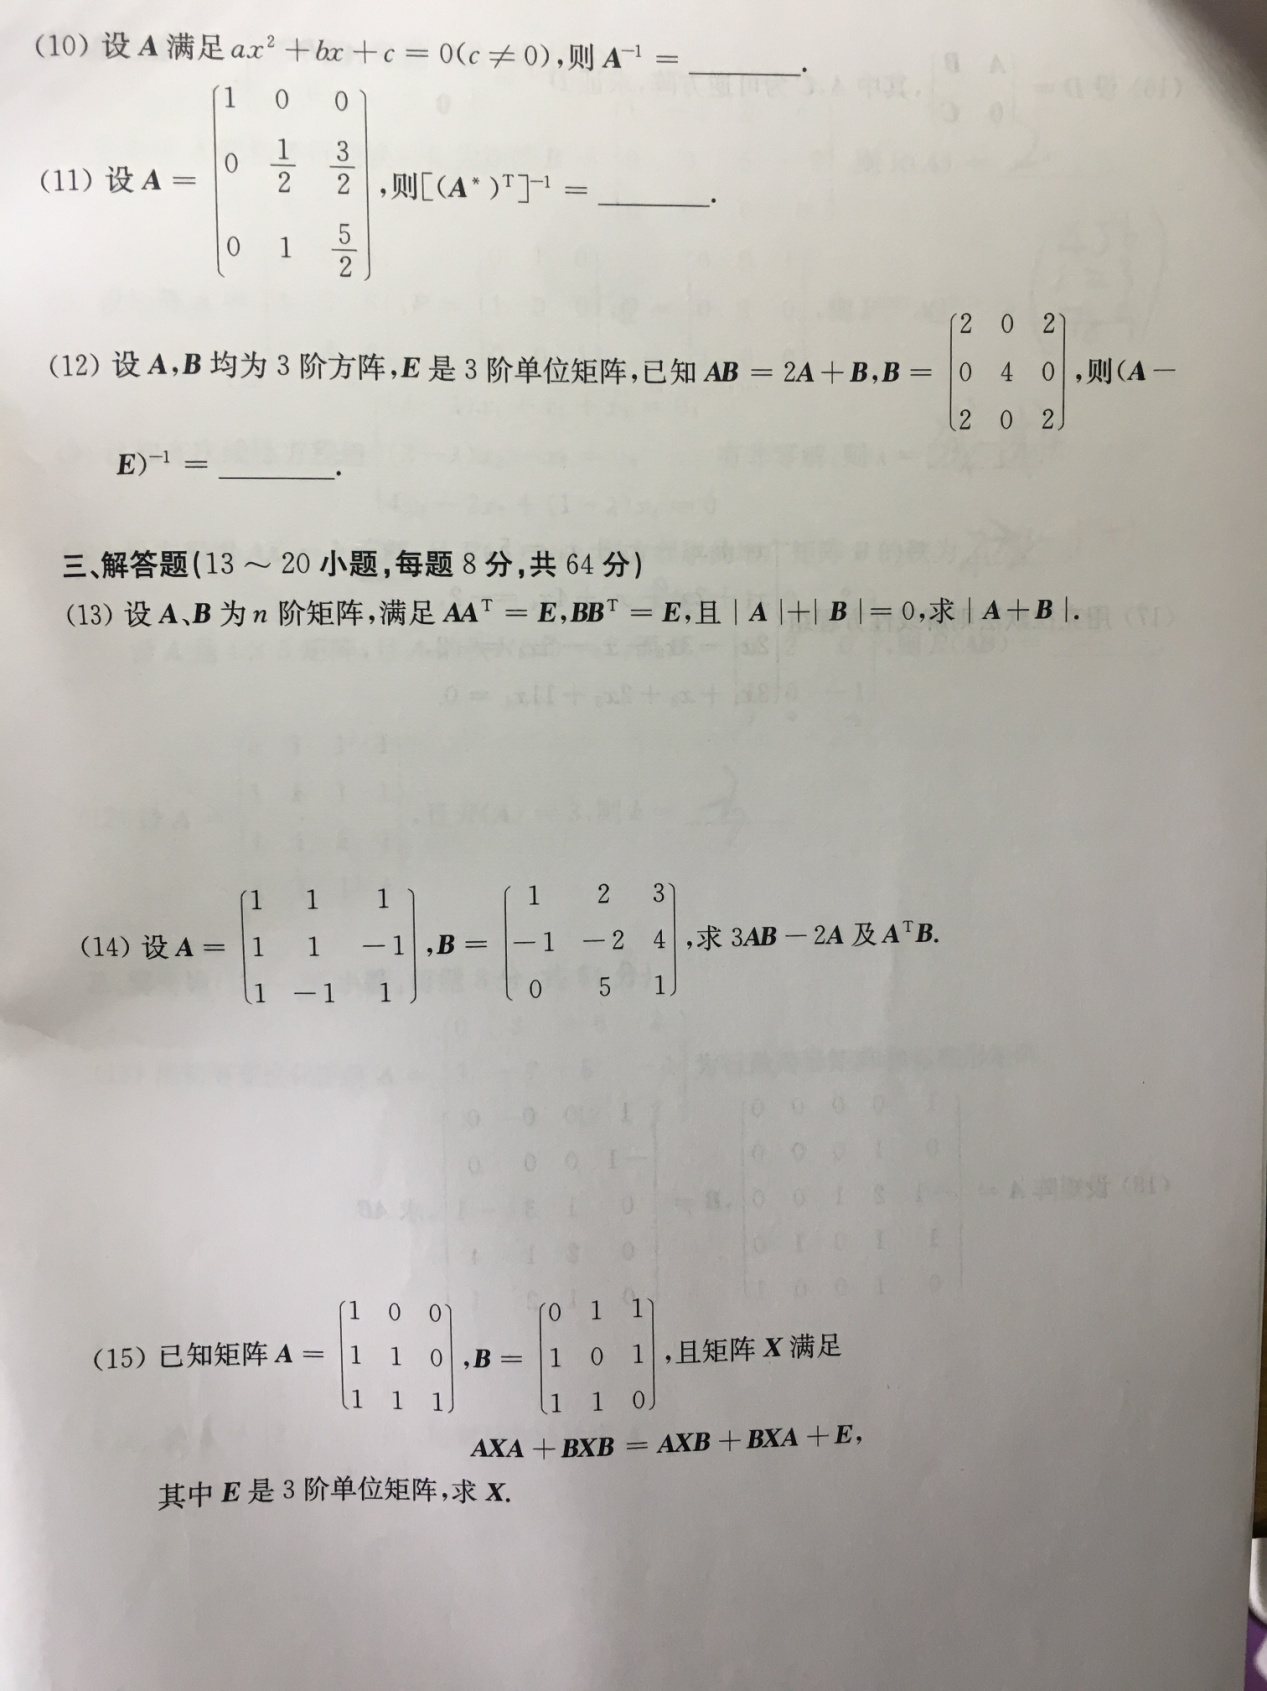 (10) 设 A 满足 ax² + bx + c = 0(c ≠ 0),则 A⁻¹ = ______.
(11) 设 A = 
1 0 0
0 1/2 3/2
0 1 5/2
,则[(A*)ᵀ]⁻¹ = ______.
(12) 设 A,B 均为 3 阶方阵,E 是 3 阶单位矩阵,已知 AB = 2A + B,B =
2 0 2
0 4 0
2 0 2
,则(A −
E)⁻¹ = ______.
三、解答题(13 ～ 20 小题,每题 8 分,共 64 分)
(13) 设 A、B 为 n 阶矩阵,满足 AAᵀ = E,BBᵀ = E,且 | A |+| B |= 0,求 | A + B |.
(14) 设 A =
1 1 1
1 1 −1
1 −1 1
,B =
1 2 3
−1 −2 4
0 5 1
,求 3AB − 2A 及 AᵀB.
(15) 已知矩阵 A =
1 0 0
1 1 0
1 1 1
,B =
0 1 1
1 0 1
1 1 0
,且矩阵 X 满足
AXA + BXB = AXB + BXA + E,
其中 E 是 3 阶单位矩阵,求 X.